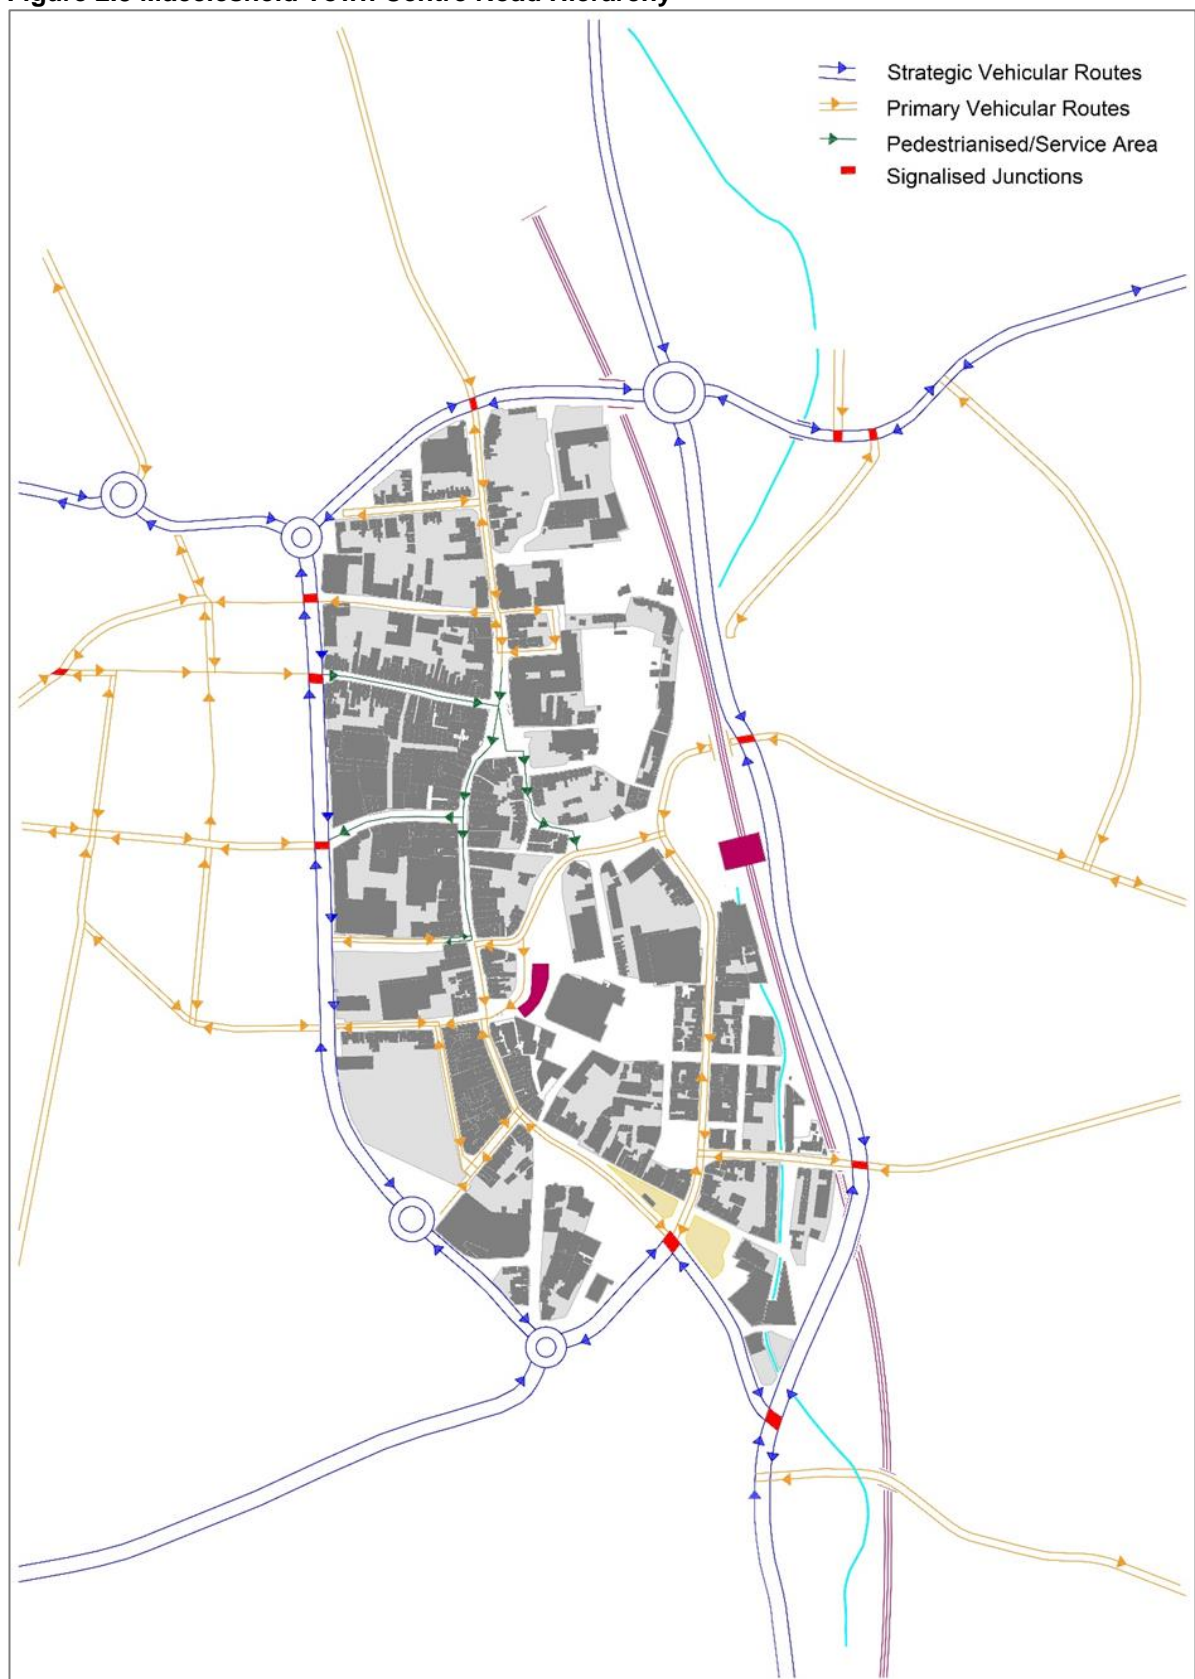 Strategic Vehicular Routes
Primary Vehicular Routes
Pedestrianised/Service Area
Signalised Junctions